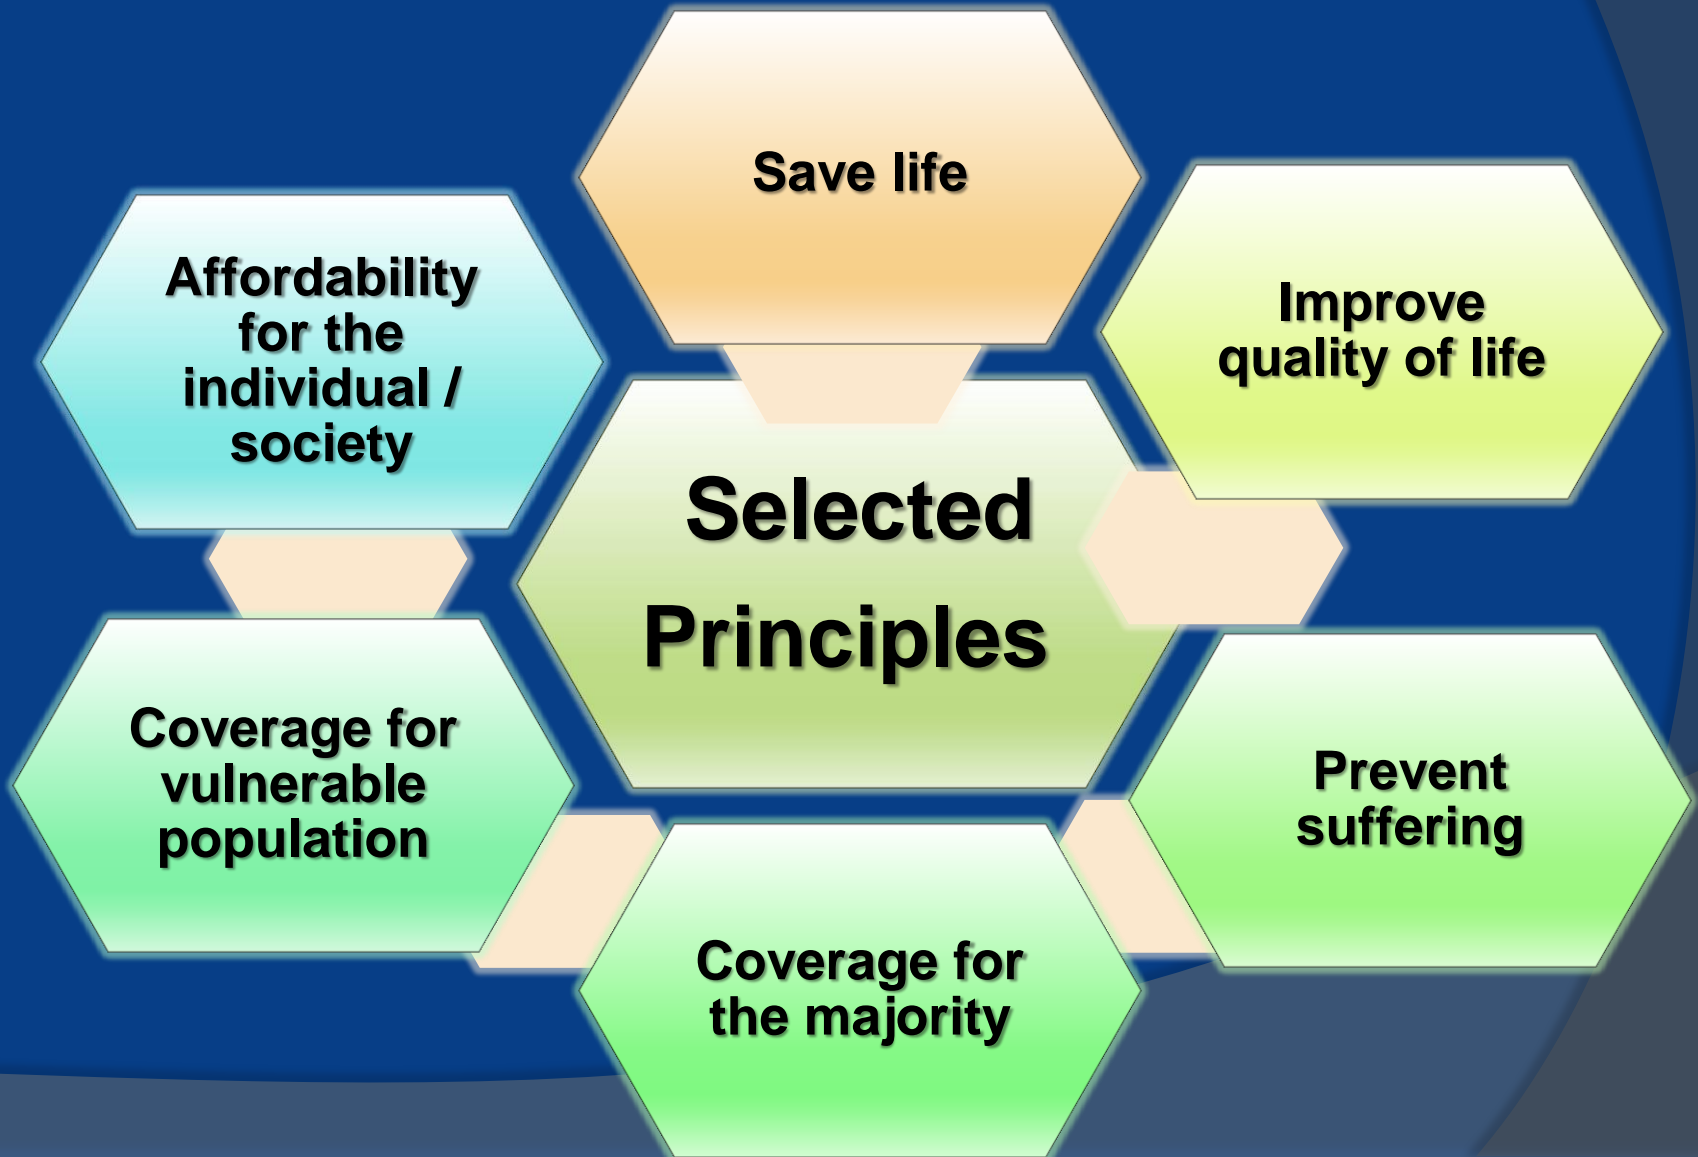 Save life
Affordability
for the
individual /
society
Improve
quality of life
Selected
Principles
Coverage for
vulnerable
population
Prevent
suffering
Coverage for
the majority